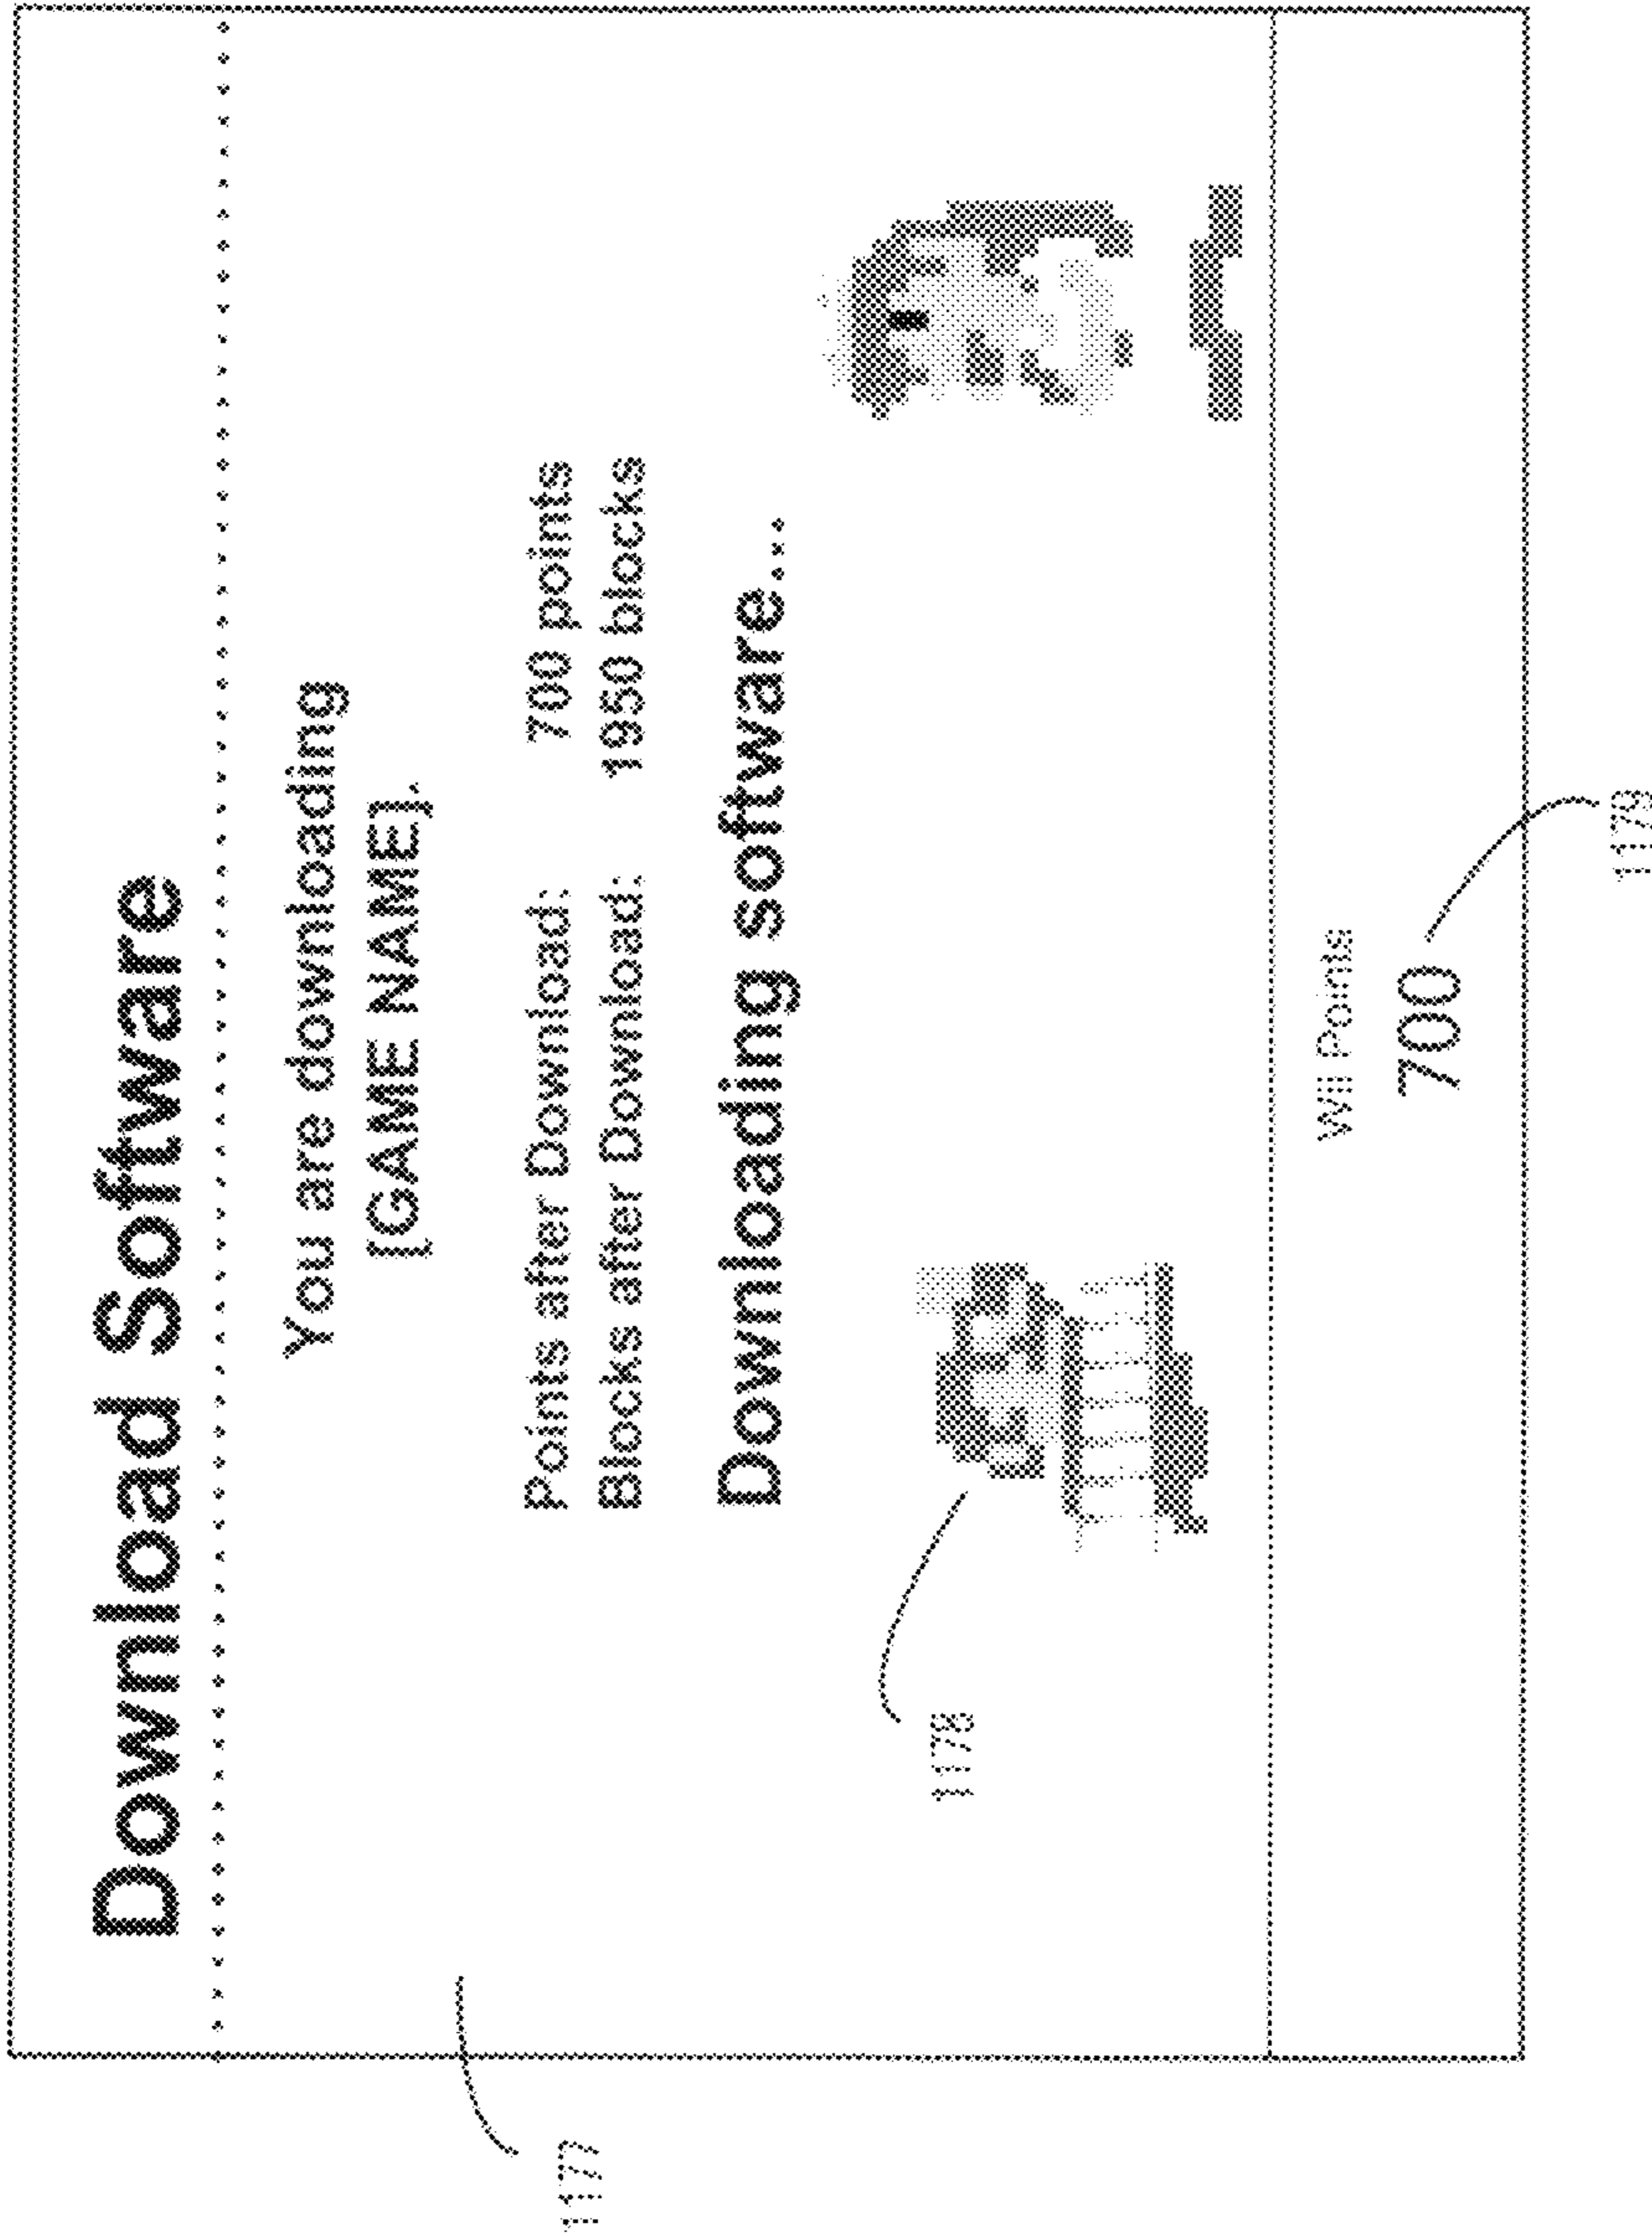 Download Software
You are downloading
[GAME NAME].
Points after Download: 700 points
Blocks after Download: 1950 blocks
Downloading software...
Wii Points
700
1177
1178
1179